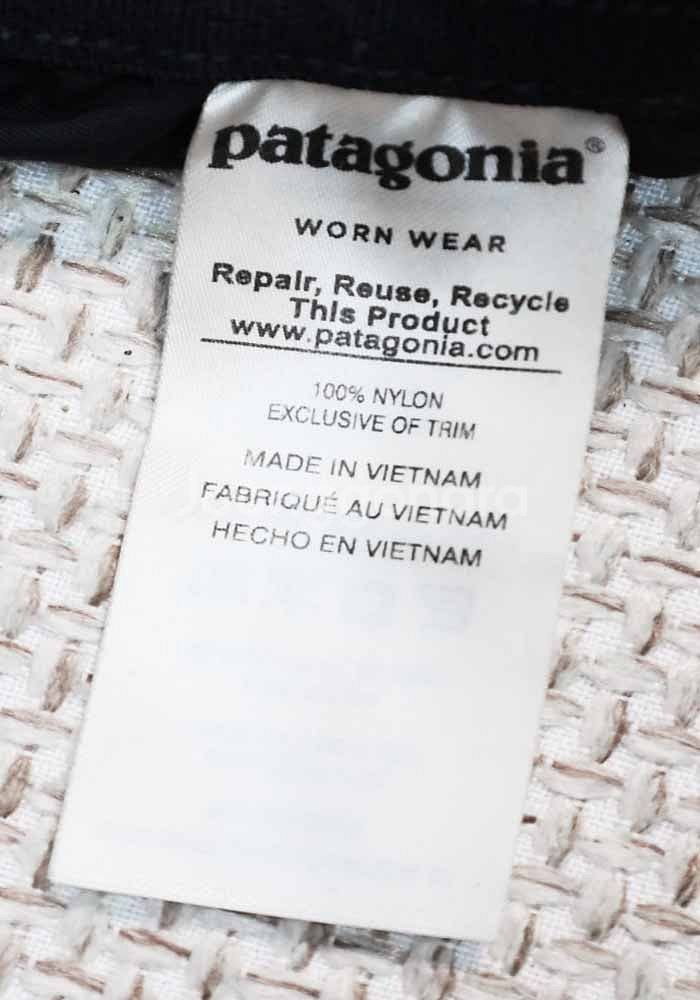 patagonia®
WORN WEAR
Repair, Reuse, Recycle
This Product
www.patagonia.com
100% NYLON
EXCLUSIVE OF TRIM
MADE IN VIETNAM
FABRIQUÉ AU VIETNAM
HECHO EN VIETNAM